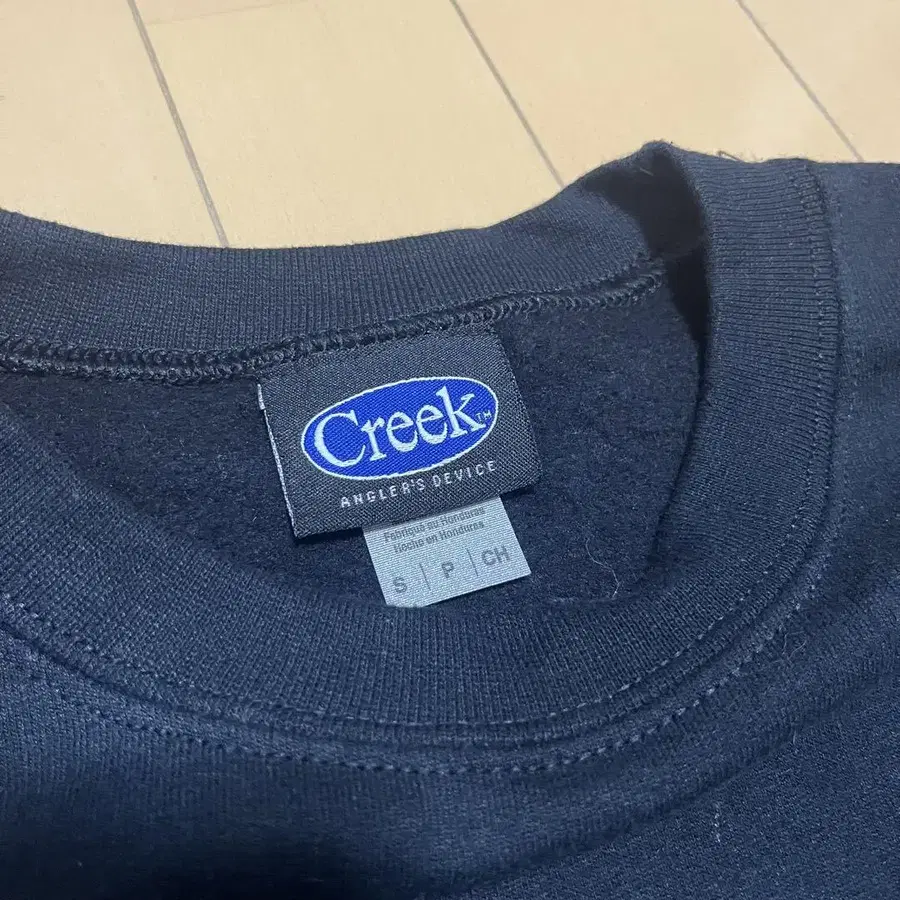 Creek™
ANGLER'S DEVICE
Fabriqué au Honduras
Hecho en Honduras
S | P | CH